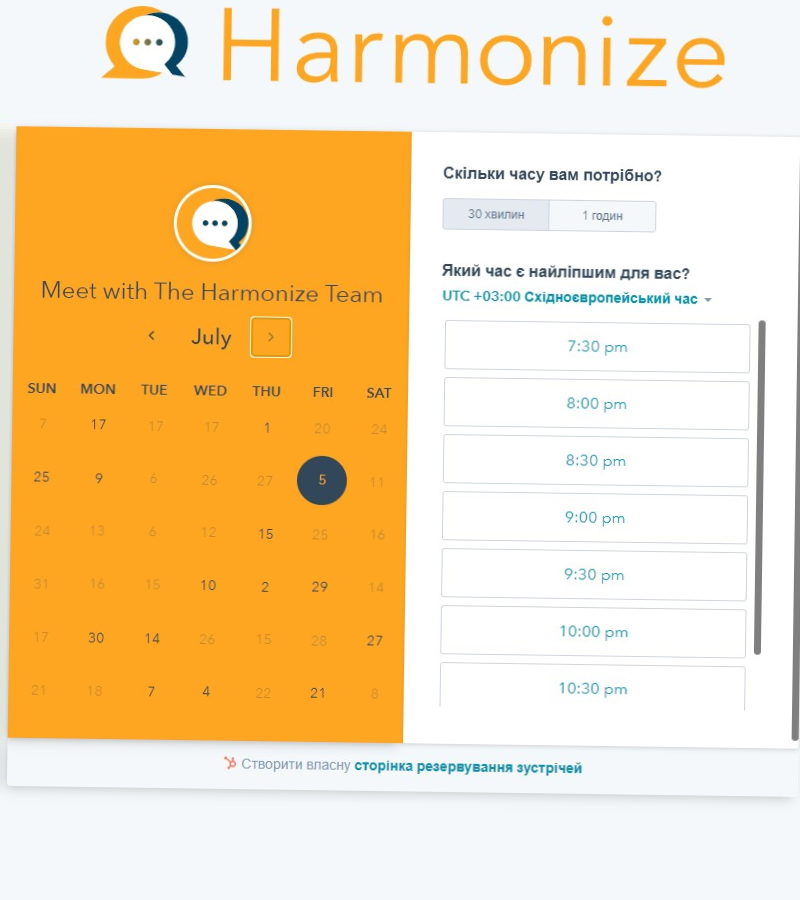 Harmonize
Meet with The Harmonize Team
July
SUN MON TUE WED THU FRI SAT
7 17 17 17 1 20 24
25 9 6 26 27 5 11
24 13 6 12 15 25 16
31 16 15 10 2 29 14
17 30 14 26 15 28 27
21 18 7 4 22 21 8
Скільки часу вам потрібно?
30 хвилин 1 годин
Який час є найліпшим для вас?
UTC +03:00 Східноєвропейський час
7:30 pm
8:00 pm
8:30 pm
9:00 pm
9:30 pm
10:00 pm
10:30 pm
Створити власну сторінка резервування зустрічей